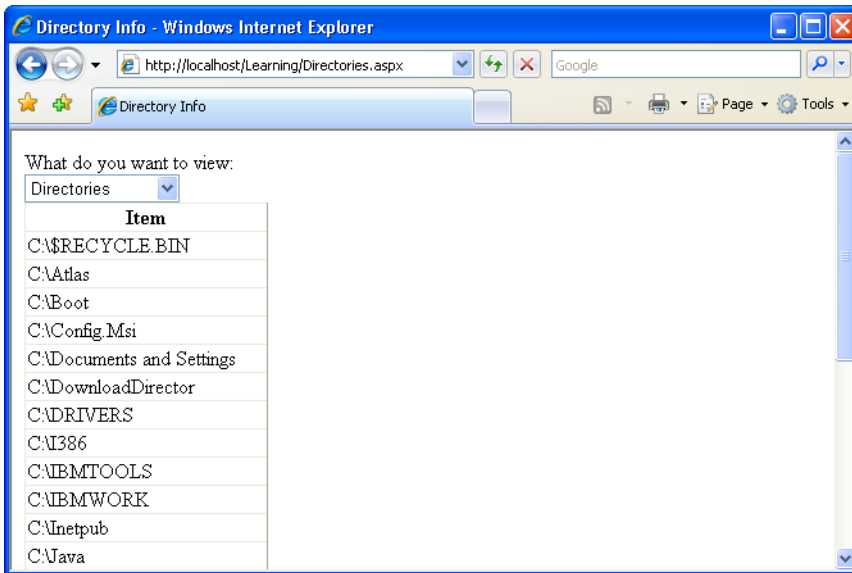 Directory Info - Windows Internet Explorer
http://localhost/Learning/Directories.aspx
Google
Directory Info
Page
Tools
What do you want to view:
Directories
Item
C:\$RECYCLE.BIN
C:\Atlas
C:\Boot
C:\Config.Msi
C:\Documents and Settings
C:\DownloadDirector
C:\DRIVERS
C:\I386
C:\IBMTOOLS
C:\IBMWORK
C:\Inetpub
C:\Java